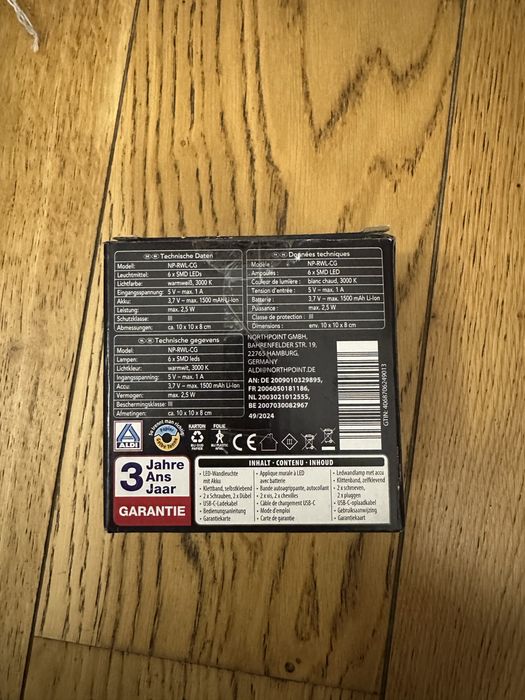 Technische Daten
Modell: NP-RWL-CG
Leuchtmittel: 6 x SMD LEDs
Lichtfarbe: warmweiß, 3000 K
Eingangsspannung: 5 V ⎓ max. 1 A
Akku: 3,7 V ⎓ max. 1500 mAh Li-Ion
Leistung: max. 2,5 W
Schutzklasse: III
Abmessungen: ca. 10 x 10 x 8 cm
Technische gegevens
Model: NP-RWL-CG
Lampen: 6 x SMD leds
Lichtkleur: warmwit, 3000 K
Ingangsspanning: 5 V ⎓ max. 1 A
Accu: 3,7 V ⎓ max. 1500 mAh Li-Ion
Vermogen: max. 2,5 W
Beschermingsklasse: III
Afmetingen: ca. 10 x 10 x 8 cm
Données techniques
Modèle : NP-RWL-CG
Ampoules : 6 x SMD LED
Couleur de lumière : blanc chaud, 3000 K
Tension d'entrée : 5 V ⎓ max. 1 A
Batterie : 3,7 V ⎓ max. 1500 mAh Li-Ion
Puissance : max. 2,5 W
Classe de protection : III
Dimensions : env. 10 x 10 x 8 cm
NORTHPOINT GMBH,
BAHRENFELDER STR. 19,
22765 HAMBURG,
GERMANY
ALDI@NORTHPOINT.DE
AN: DE 2009010329895,
FR 2006050181186,
NL 2003021012555,
BE 2007030082967
49/2024
GTIN: 4068706249013
ALDI
KARTON
FOLIE
CE
3 Jahre
Ans
Jaar
GARANTIE
INHALT · CONTENU · INHOUD
• LED-Wandleuchte
mit Akku
• Klettband, selbstklebend
• 2 x Schrauben, 2 x Dübel
• USB-C-Ladekabel
• Bedienungsanleitung
• Garantiekarte
• Applique murale à LED
avec batterie
• Bande autoagrippante, autocollant
• 2 x vis, 2 x chevilles
• Câble de chargement USB-C
• Mode d'emploi
• Carte de garantie
• Ledwandlamp met accu
• Klittenband, zelfklevend
• 2 x schroeven,
2 x pluggen
• USB-C-oplaadkabel
• Gebruiksaanwijzing
• Garantiekaart